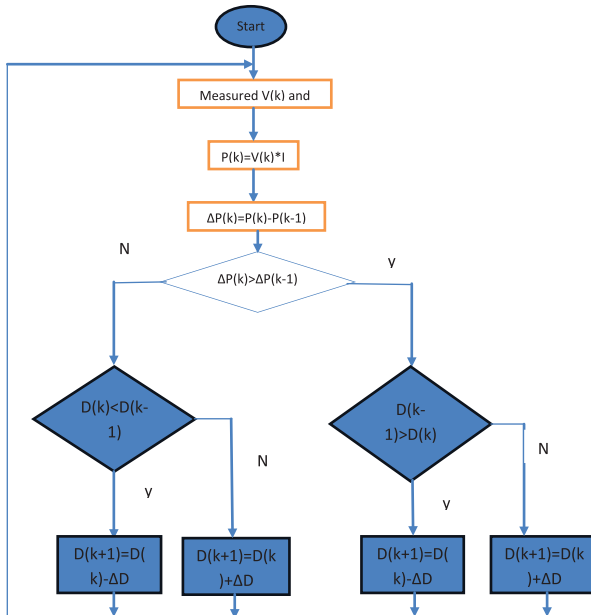 Start
Measured V(k) and
P(k)=V(k)*I
ΔP(k)=P(k)-P(k-1)
N
y
ΔP(k)>ΔP(k-1)
D(k)<D(k-
1)
D(k-
1)>D(k)
N
N
y
y
D(k+1)=D(
k)-ΔD
D(k+1)=D(k
)+ΔD
D(k+1)=D(
k)-ΔD
D(k+1)=D(k
)+ΔD